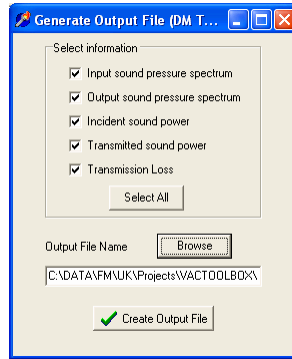 Generate Output File (DM T...
Select information
Input sound pressure spectrum
Output sound pressure spectrum
Incident sound power
Transmitted sound power
Transmission Loss
Select All
Output File Name
Browse
C:\DATA\FM\UK\Projects\VACTOOLBOX\
Create Output File